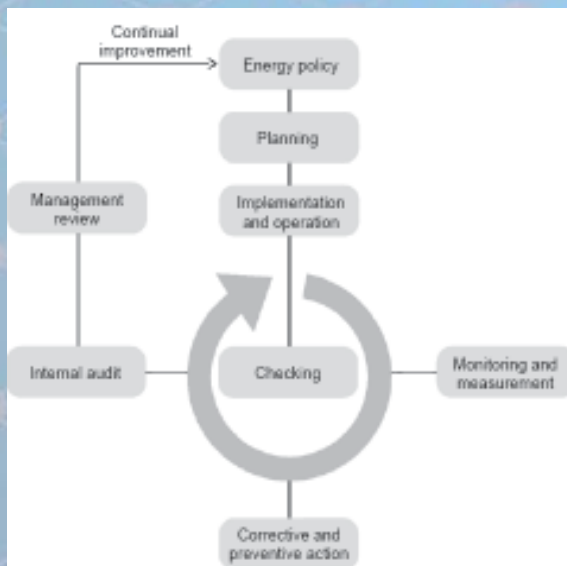 Continual
improvement
Energy policy
Planning
Management
review
Implementation
and operation
Internal audit
Checking
Monitoring and
measurement
Corrective and
preventive action